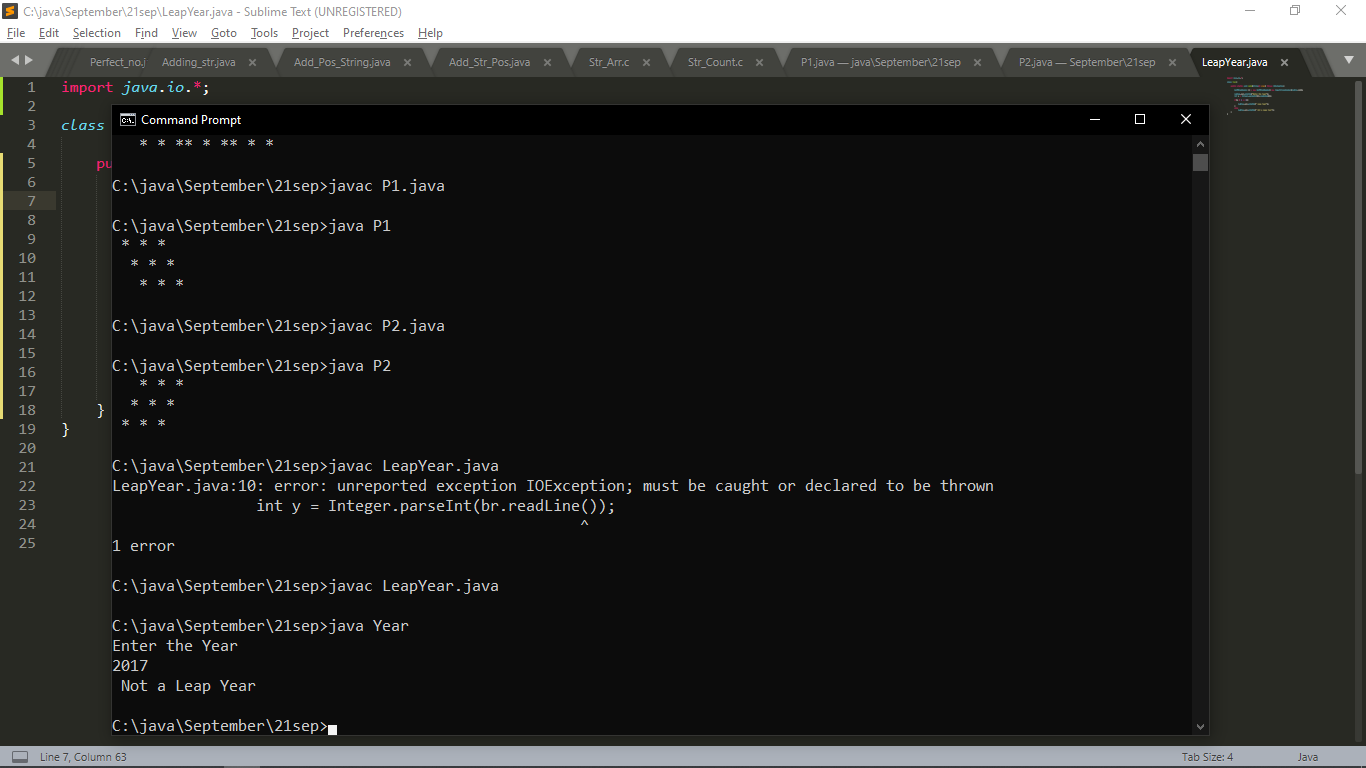 C:\java\September\21sep\LeapYear.java - Sublime Text (UNREGISTERED)
File Edit Selection Find View Goto Tools Project Preferences Help
Perfect_no.j Adding_str.java Add_Pos_String.java Add_Str_Pos.java Str_Arr.c Str_Count.c P1.java — java\September\21sep P2.java — September\21sep LeapYear.java
1 import java.io.*;
2
3 class
4
5 pu
6
7
8
9
10
11
12
13
14
15
16
17
18 }
19 }
20
21
22
23
24
25
Command Prompt
* * ** * ** * *
C:\java\September\21sep>javac P1.java
C:\java\September\21sep>java P1
* * *
* * *
* * *
C:\java\September\21sep>javac P2.java
C:\java\September\21sep>java P2
* * *
* * *
* * *
C:\java\September\21sep>javac LeapYear.java
LeapYear.java:10: error: unreported exception IOException; must be caught or declared to be thrown
int y = Integer.parseInt(br.readLine());
^
1 error
C:\java\September\21sep>javac LeapYear.java
C:\java\September\21sep>java Year
Enter the Year
2017
Not a Leap Year
C:\java\September\21sep>
Line 7, Column 63 Tab Size: 4 Java